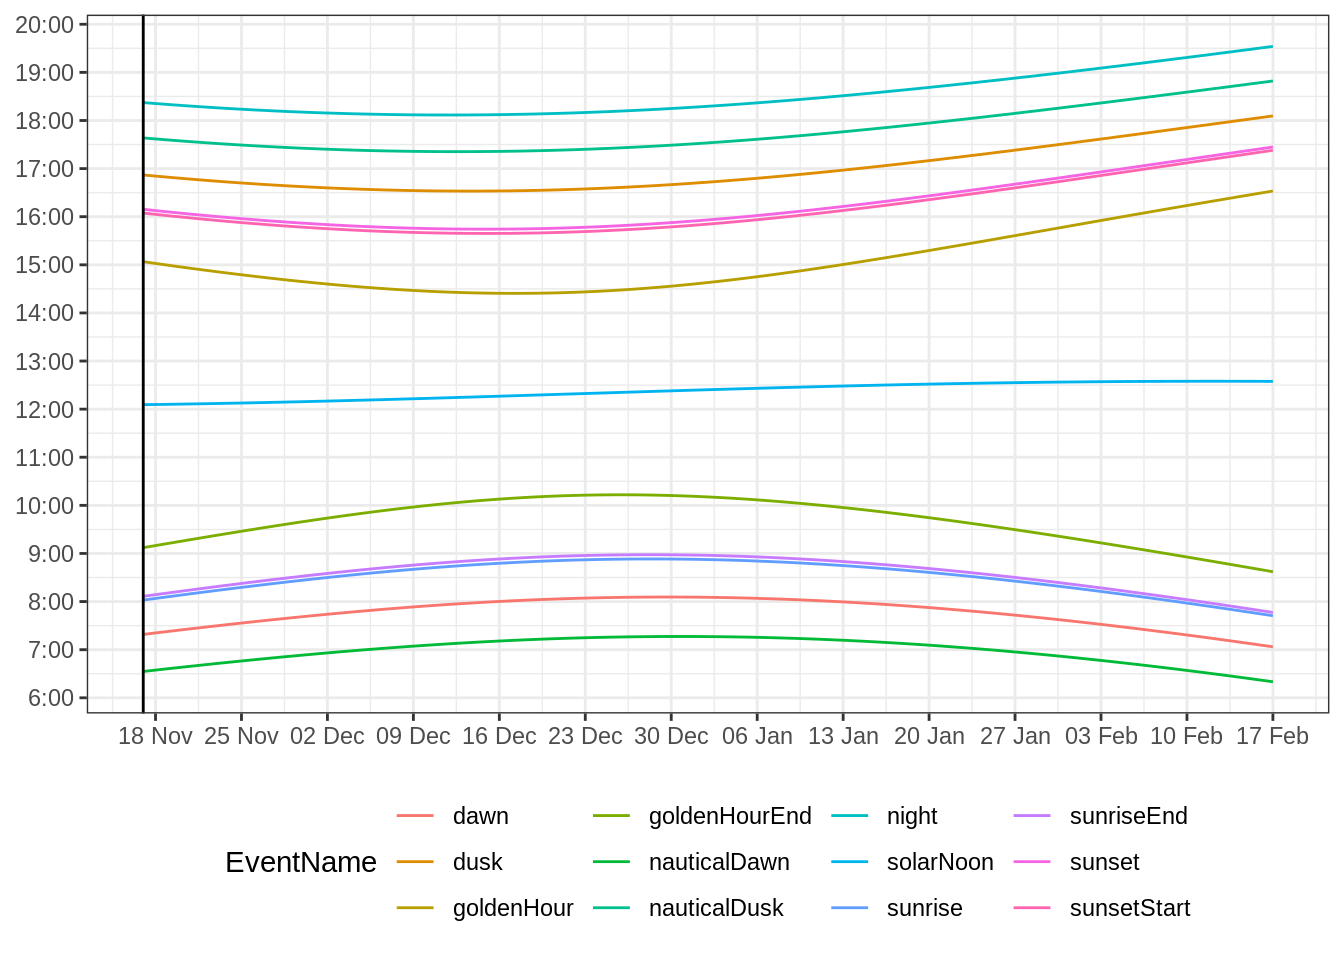 20:00
19:00
18:00
17:00
16:00
15:00
14:00
13:00
12:00
11:00
10:00
9:00
8:00
7:00
6:00
18 Nov 25 Nov 02 Dec 09 Dec 16 Dec 23 Dec 30 Dec 06 Jan 13 Jan 20 Jan 27 Jan 03 Feb 10 Feb 17 Feb
EventName
dawn
dusk
goldenHour
goldenHourEnd
nauticalDawn
nauticalDusk
night
solarNoon
sunrise
sunriseEnd
sunset
sunsetStart